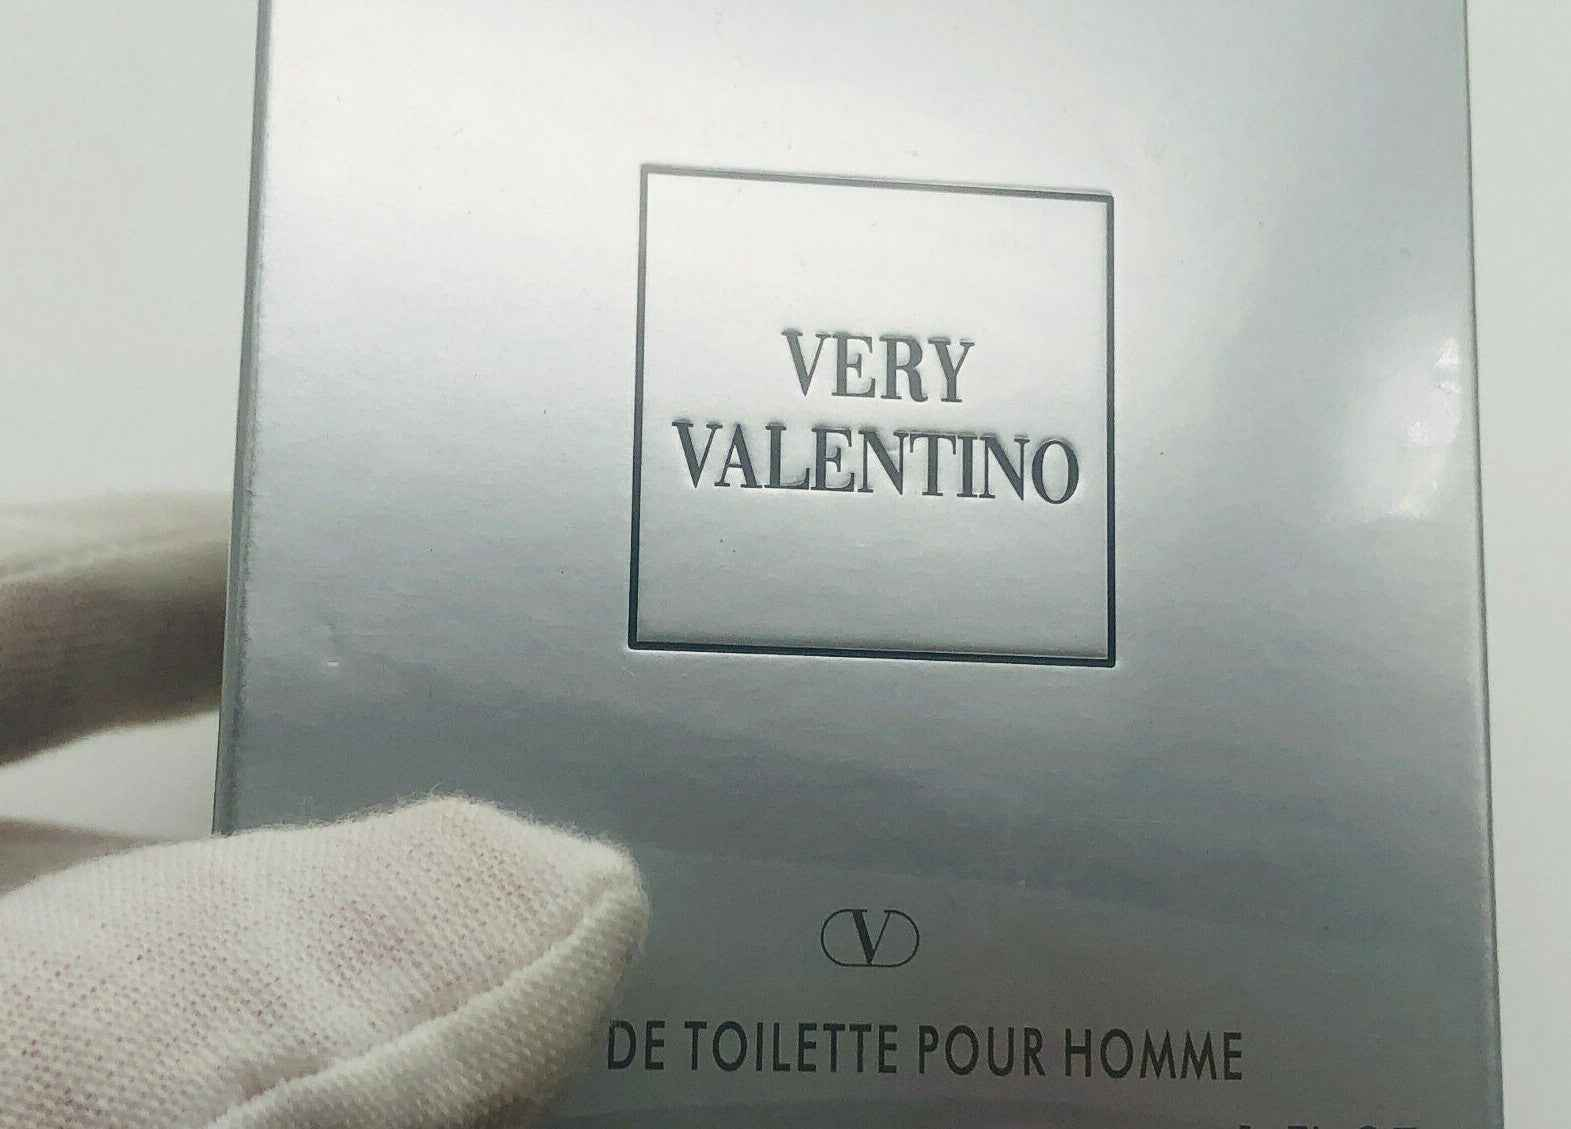 VERY
VALENTINO
V
DE TOILETTE POUR HOMME